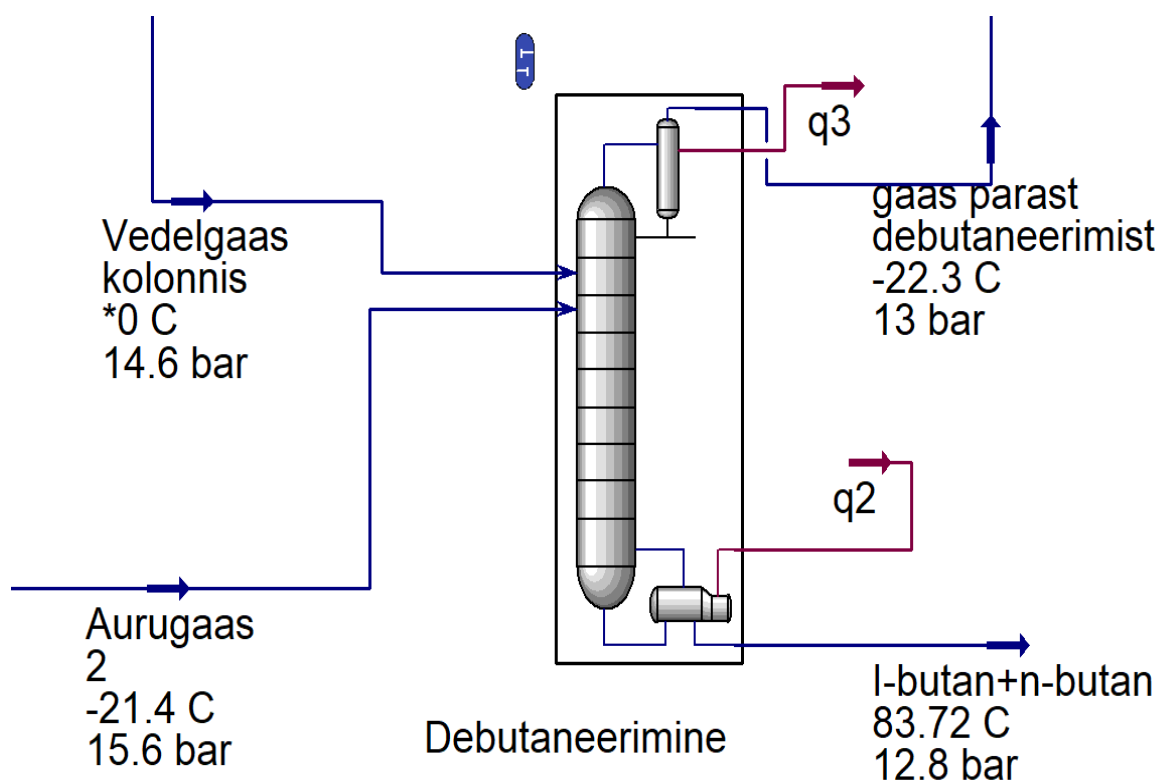 q3
Vedelgaas
kolonnis
*0 C
14.6 bar
gaas parast
debutaneerimist
-22.3 C
13 bar
q2
Aurugaas
2
-21.4 C
15.6 bar
Debutaneerimine
I-butan+n-butan
83.72 C
12.8 bar